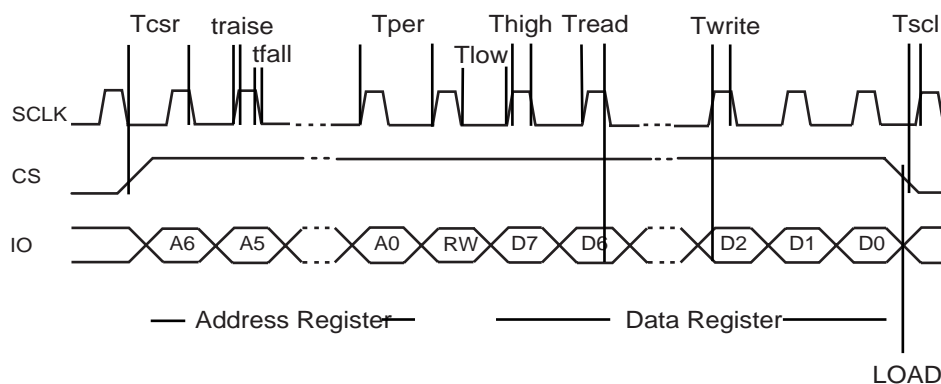 Tcsr traise Tper Thigh Tread Twrite Tscl
tfall Tlow
SCLK
CS
IO A6 A5 A0 RW D7 D6 D2 D1 D0
Address Register Data Register
LOAD